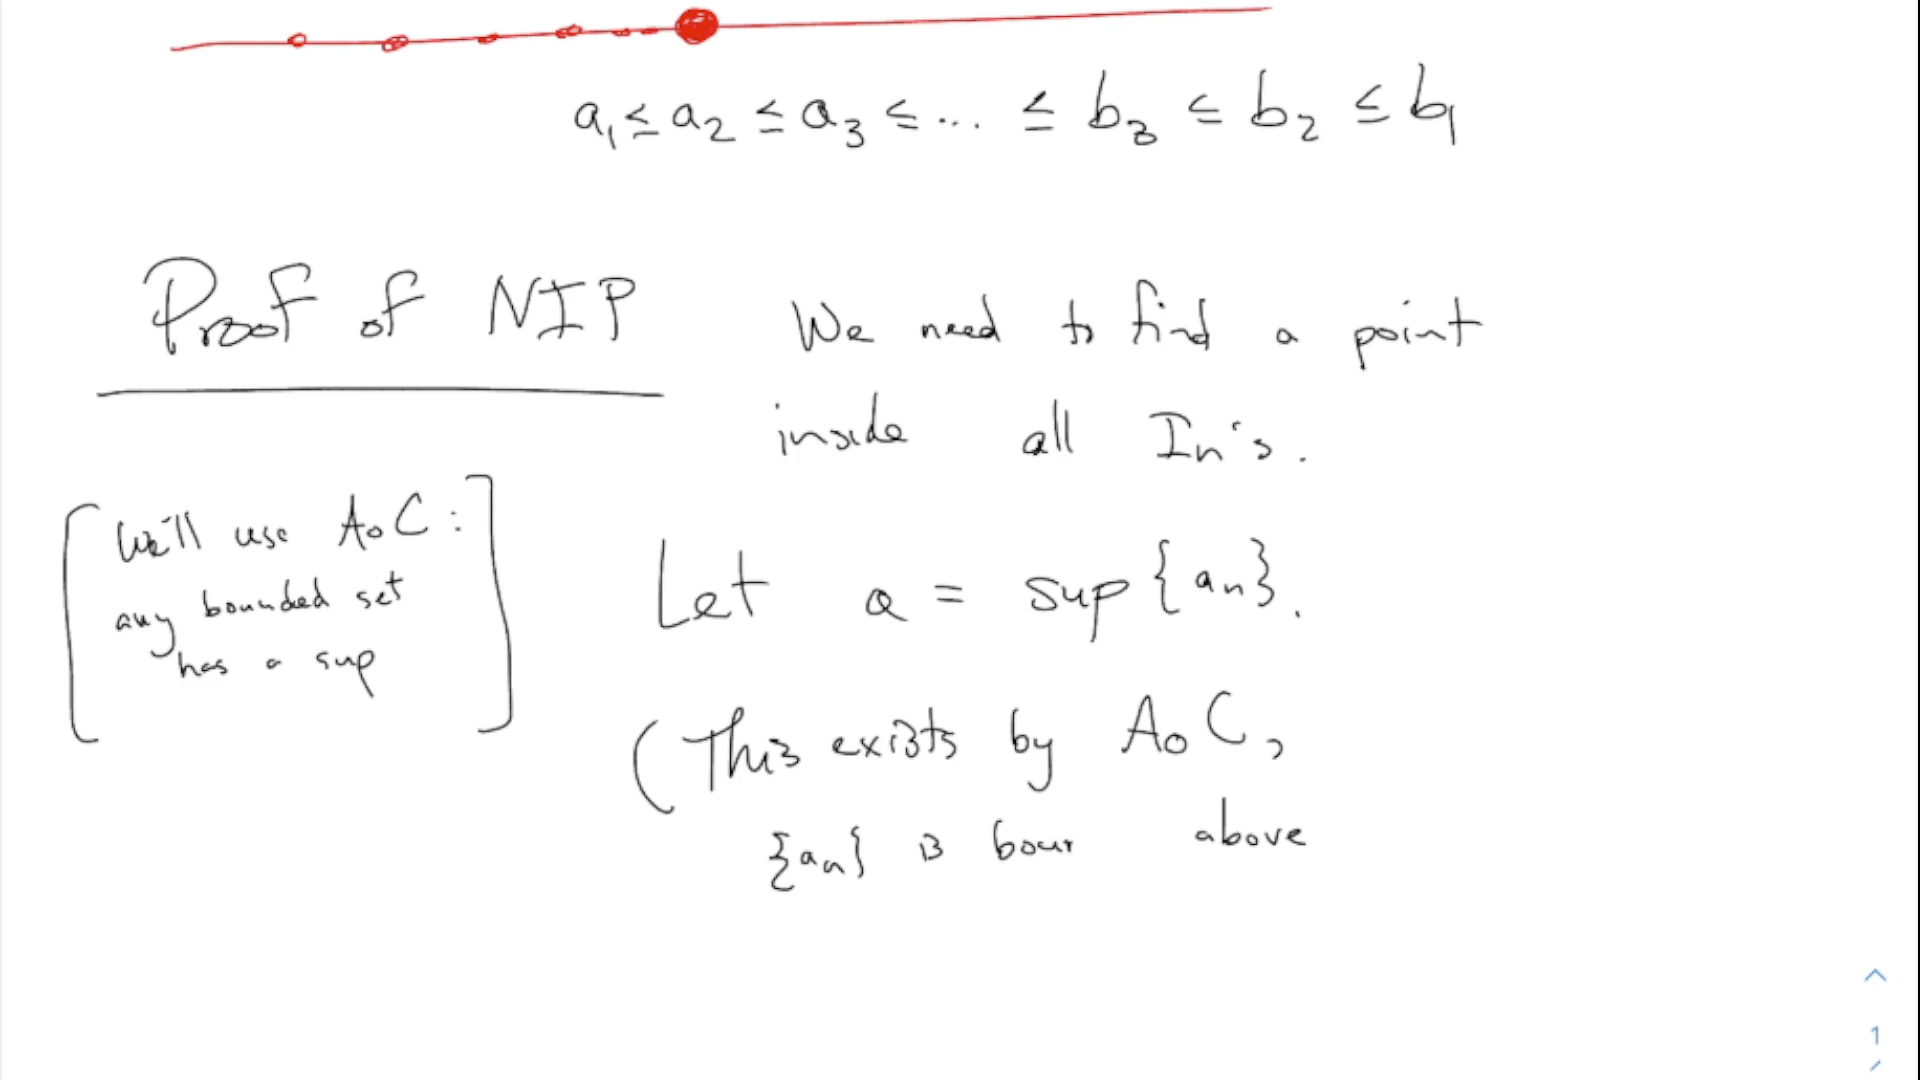 a₁ ≤ a₂ ≤ a₃ ≤ ... ≤ b₃ ≤ b₂ ≤ b₁
Proof of NIP
We need to find a point
inside all In's.
[We'll use AoC:
any bounded set
has a sup]
Let a = sup {aₙ}.
(This exists by AoC,
{aₙ} is boun above
1